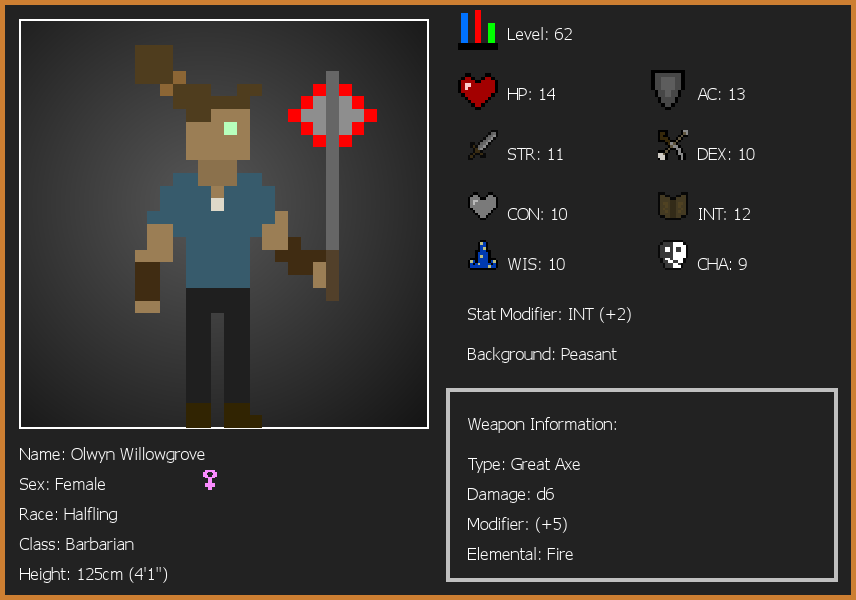 Level: 62
HP: 14
AC: 13
STR: 11
DEX: 10
CON: 10
INT: 12
WIS: 10
CHA: 9
Stat Modifier: INT (+2)
Background: Peasant
Weapon Information:
Type: Great Axe
Damage: d6
Modifier: (+5)
Elemental: Fire
Name: Olwyn Willowgrove
Sex: Female
Race: Halfling
Class: Barbarian
Height: 125cm (4'1")